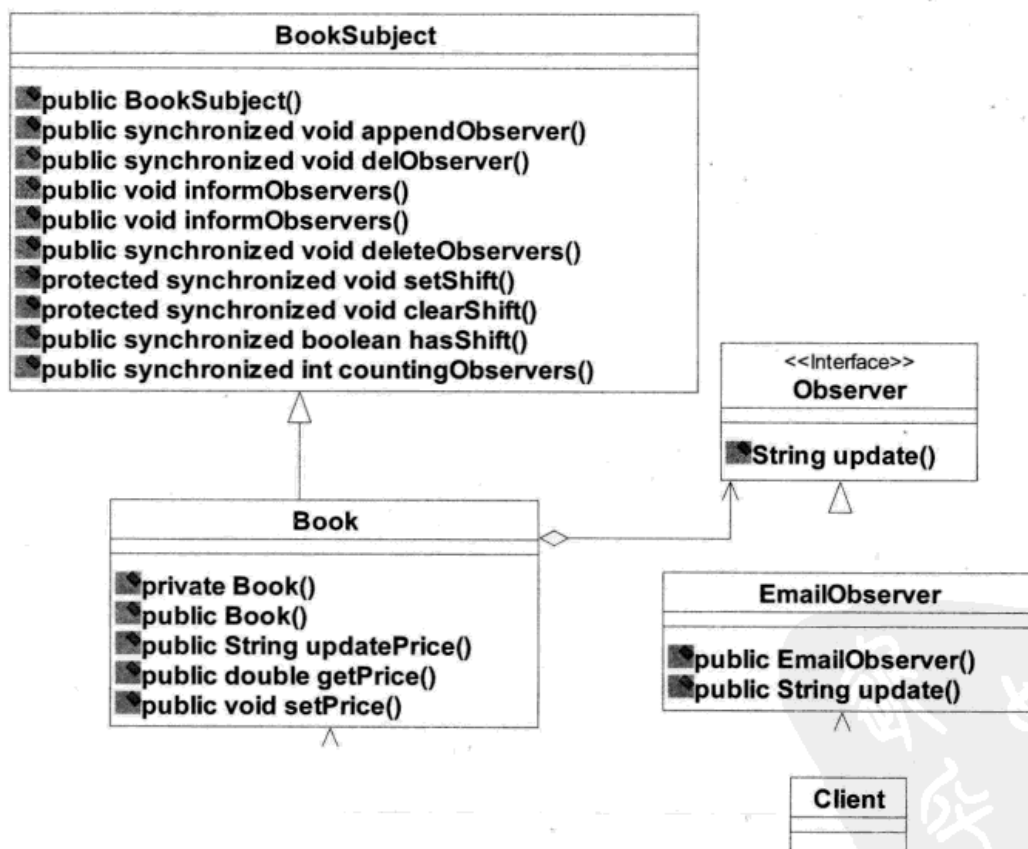 BookSubject
public BookSubject()
public synchronized void appendObserver()
public synchronized void delObserver()
public void informObservers()
public void informObservers()
public synchronized void deleteObservers()
protected synchronized void setShift()
protected synchronized void clearShift()
public synchronized boolean hasShift()
public synchronized int countingObservers()
<<Interface>>
Observer
String update()
Book
private Book()
public Book()
public String updatePrice()
public double getPrice()
public void setPrice()
EmailObserver
public EmailObserver()
public String update()
Client